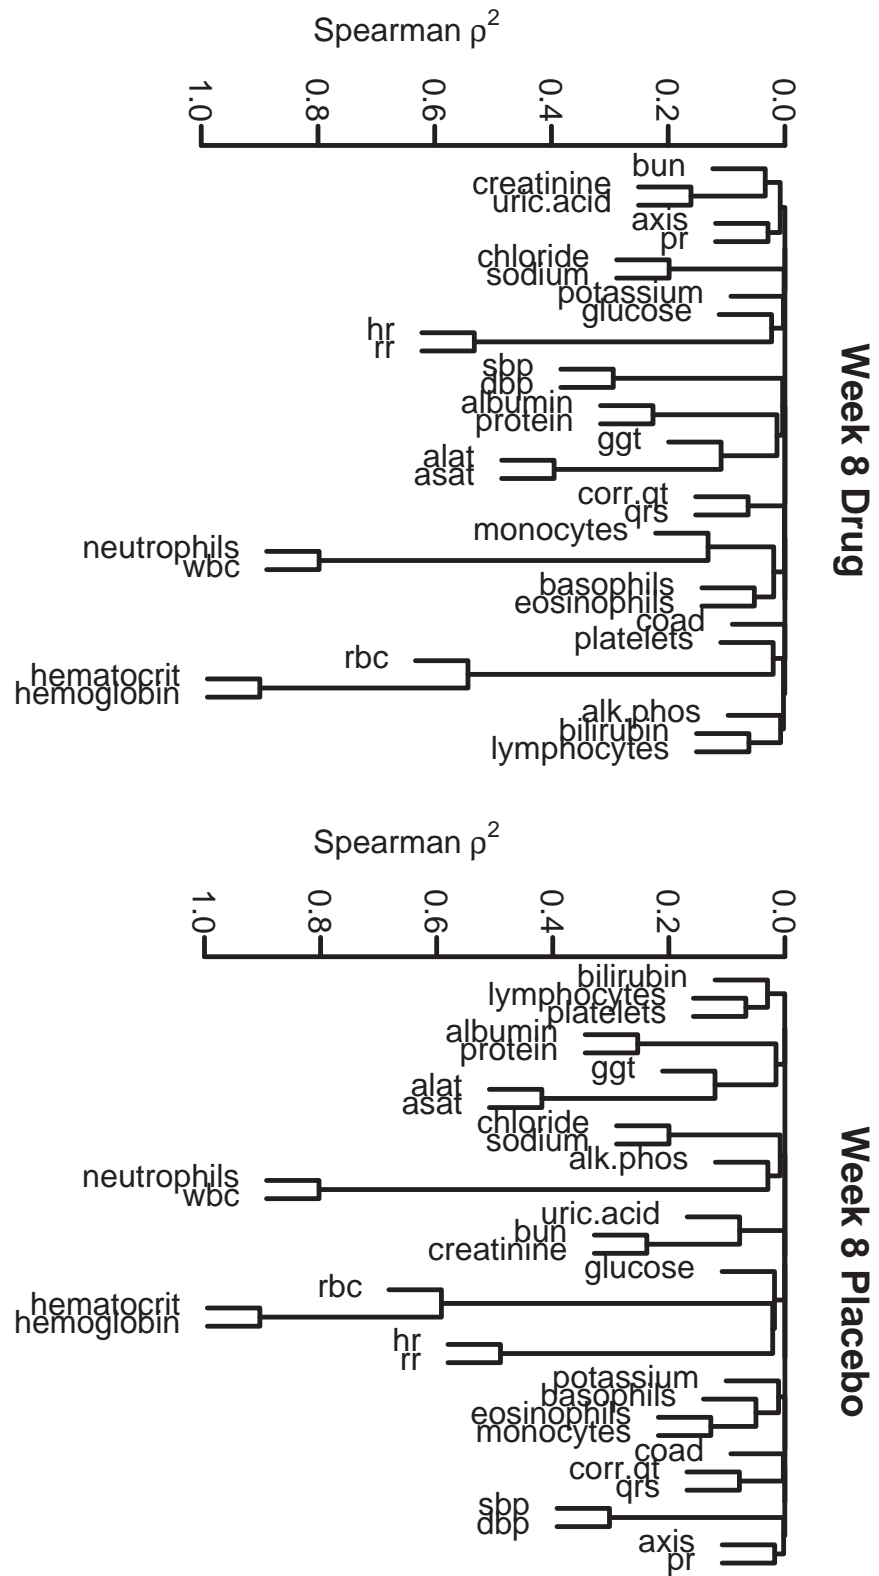 Week 8 Drug
Spearman ρ2
0.0
0.2
0.4
0.6
0.8
1.0
bun
creatinine
uric.acid
axis
pr
chloride
sodium
potassium
glucose
hr
rr
sbp
dbp
albumin
protein
ggt
alat
asat
corr.qt
qrs
monocytes
neutrophils
wbc
basophils
eosinophils
coad
platelets
rbc
hematocrit
hemoglobin
alk.phos
bilirubin
lymphocytes
Week 8 Placebo
Spearman ρ2
0.0
0.2
0.4
0.6
0.8
1.0
bilirubin
lymphocytes
platelets
albumin
protein
ggt
alat
asat
chloride
sodium
alk.phos
neutrophils
wbc
uric.acid
bun
creatinine
glucose
rbc
hematocrit
hemoglobin
hr
rr
potassium
basophils
eosinophils
monocytes
coad
corr.qt
qrs
sbp
dbp
axis
pr